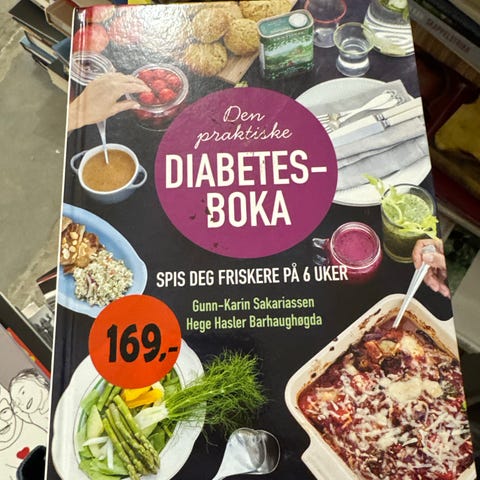 Den
praktiske
DIABETES-
BOKA
SPIS DEG FRISKERE PÅ 6 UKER
Gunn-Karin Sakariassen
Hege Hasler Barhaughøgda
169,-